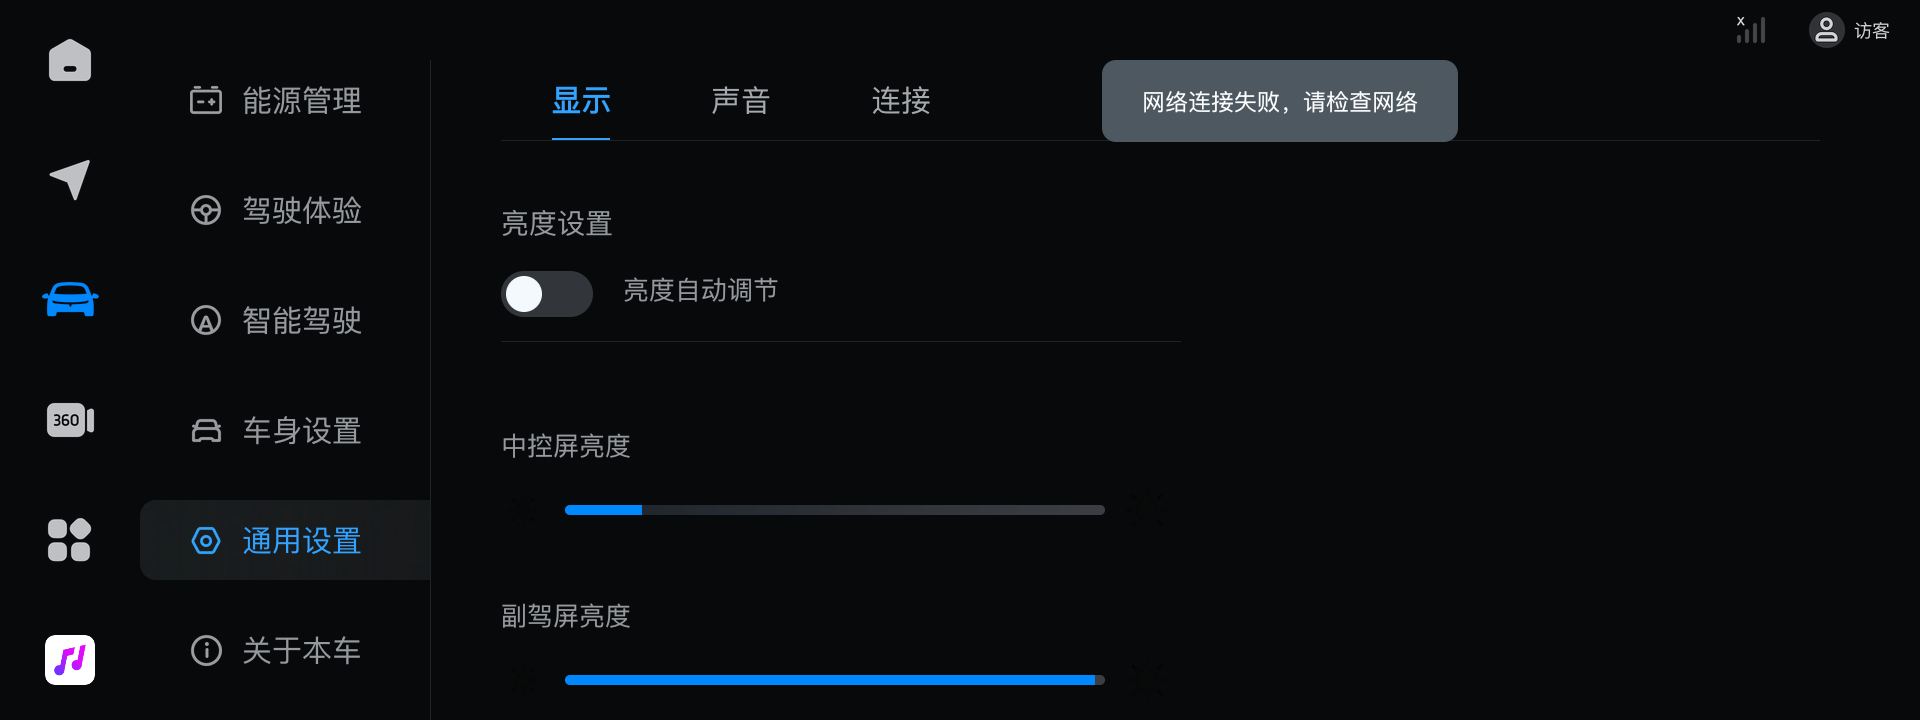 x
访客
能源管理
显示
声音
连接
网络连接失败，请检查网络
驾驶体验
亮度设置
亮度自动调节
智能驾驶
360
车身设置
中控屏亮度
通用设置
副驾屏亮度
关于本车